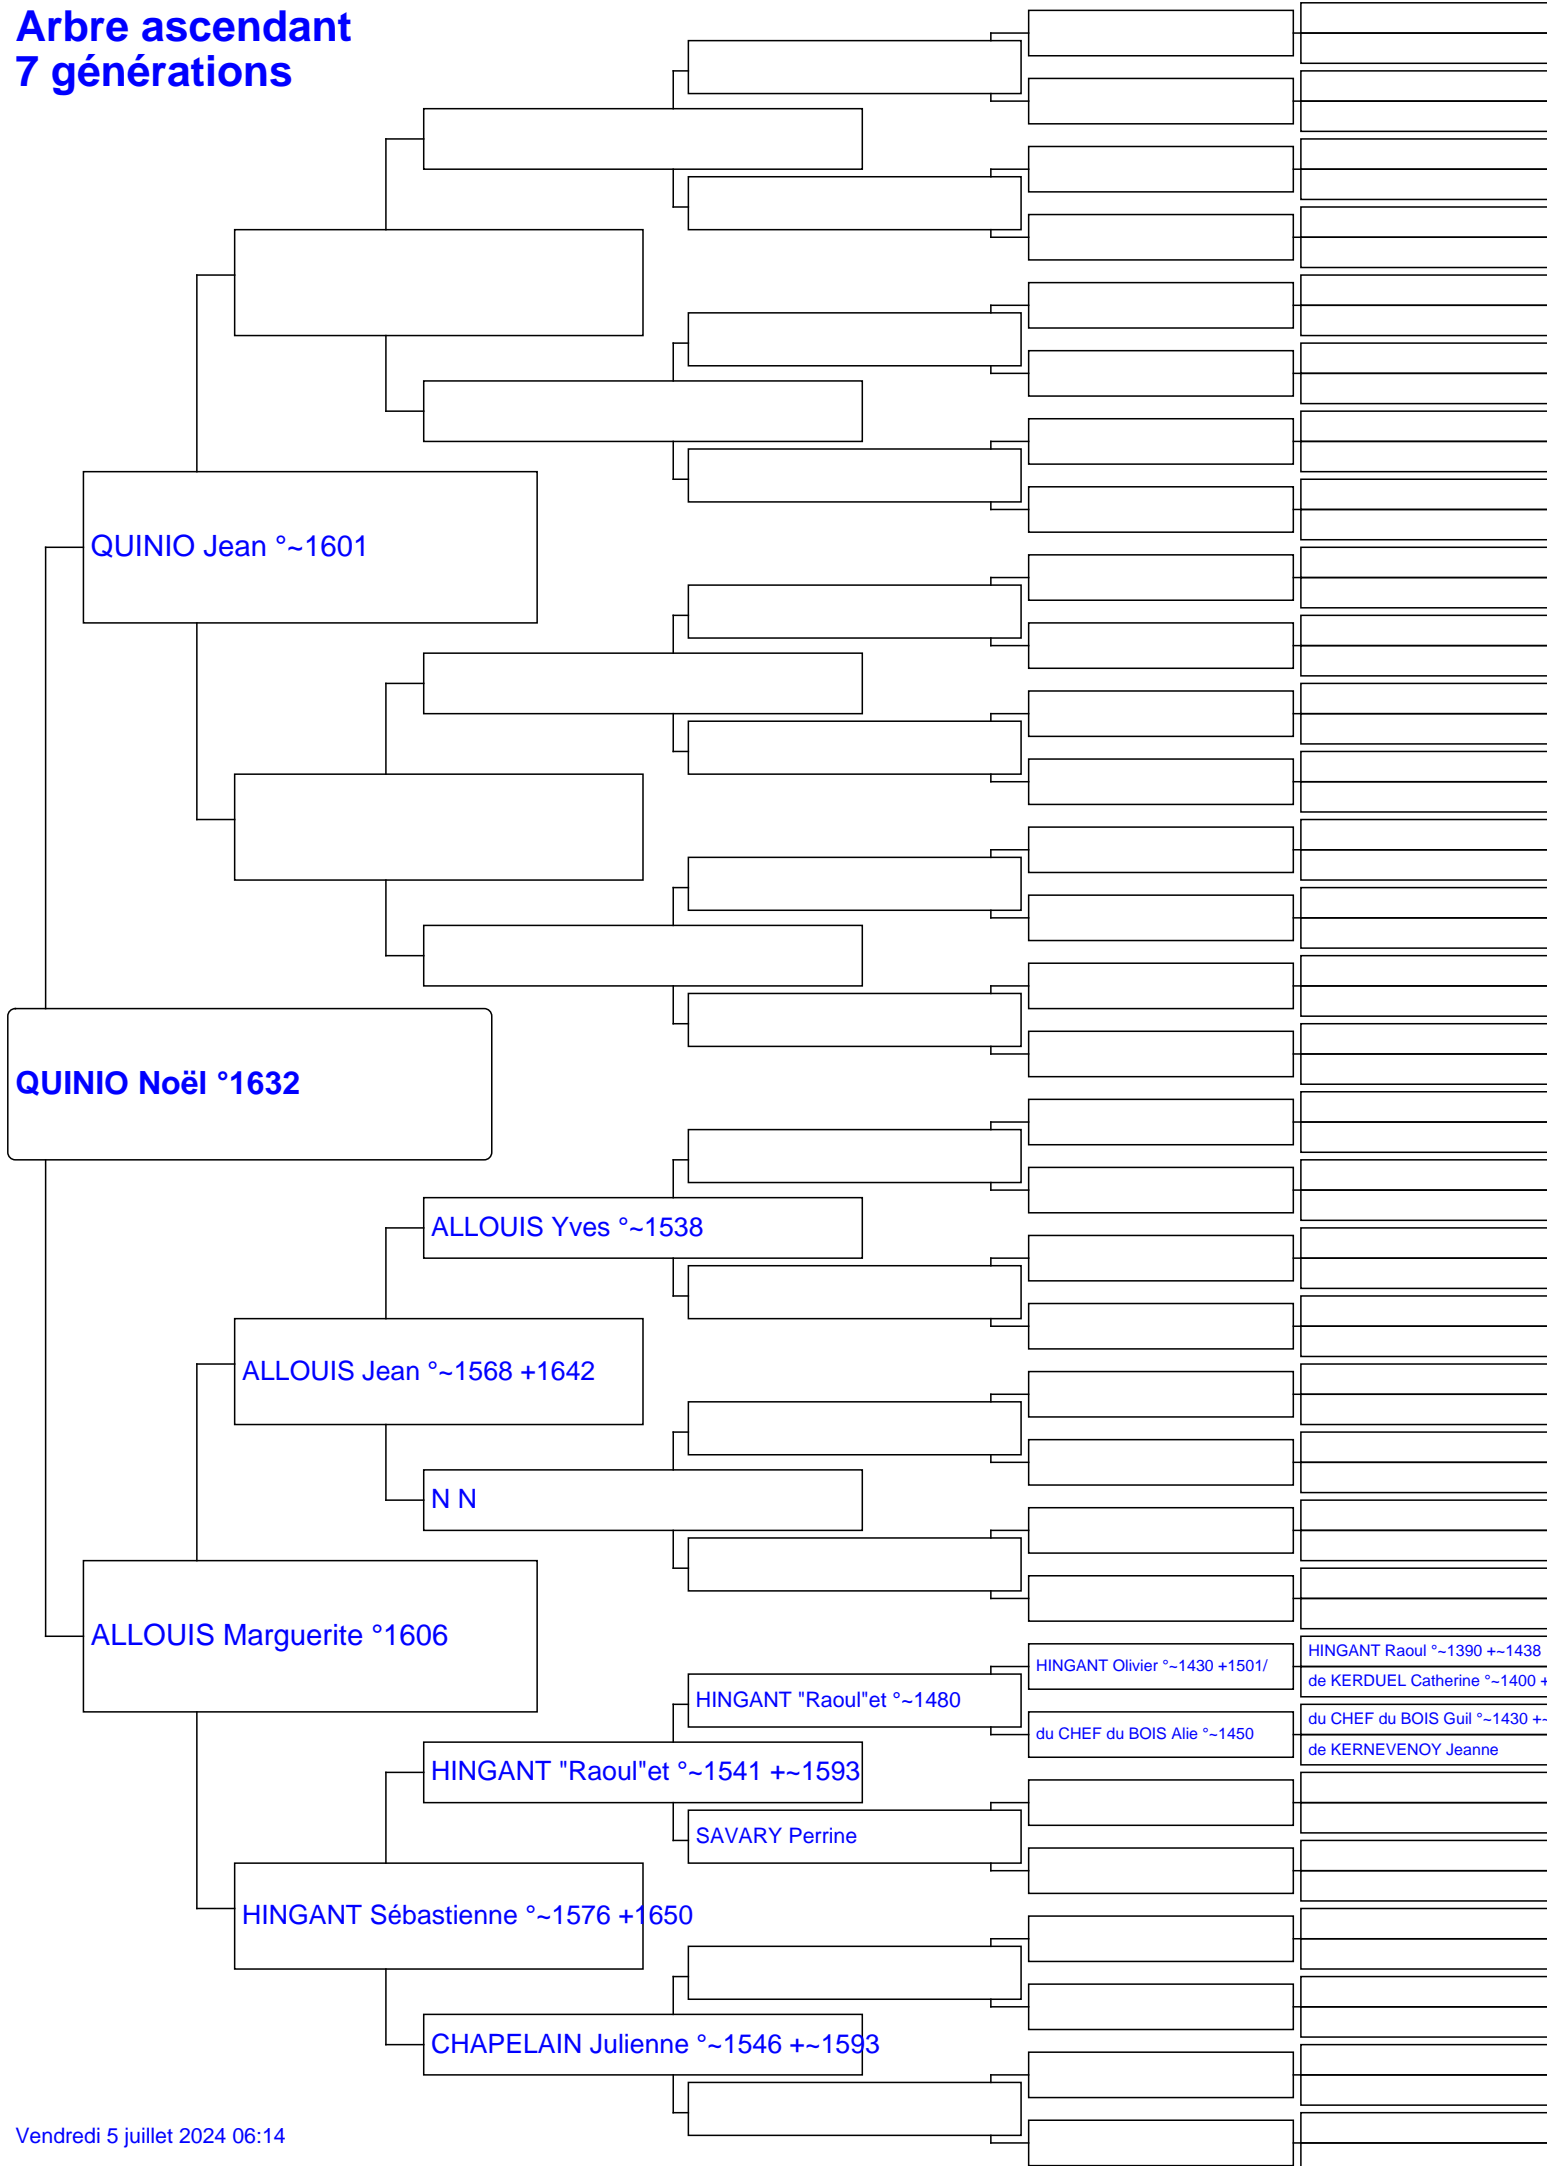 Arbre ascendant
7 générations
QUINIO Jean °~1601
QUINIO Noël °1632
ALLOUIS Yves °~1538
ALLOUIS Jean °~1568 +1642
N N
ALLOUIS Marguerite °1606
HINGANT Raoul °~1390 +~1438
HINGANT Olivier °~1430 +1501/
de KERDUEL Catherine °~1400 +
HINGANT "Raoul"et °~1480
du CHEF du BOIS Guil °~1430 +~
du CHEF du BOIS Alie °~1450
de KERNEVENOY Jeanne
HINGANT "Raoul"et °~1541 +~1593
SAVARY Perrine
HINGANT Sébastienne °~1576 +1650
CHAPELAIN Julienne °~1546 +~1593
Vendredi 5 juillet 2024 06:14